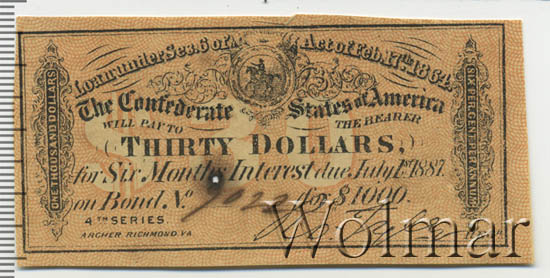 Loan under Sec. 6 of Act of Feb. 17th 1864.
The Confederate States of America
WILL PAY TO THE BEARER
THIRTY DOLLARS,
for Six Months Interest due July 1st 1887.
on Bond No. for $1000.
4TH SERIES.
ARCHER, RICHMOND, VA
ONE THOUSAND DOLLARS
SIX PER CENT PER ANNUM
$30
Wolmar